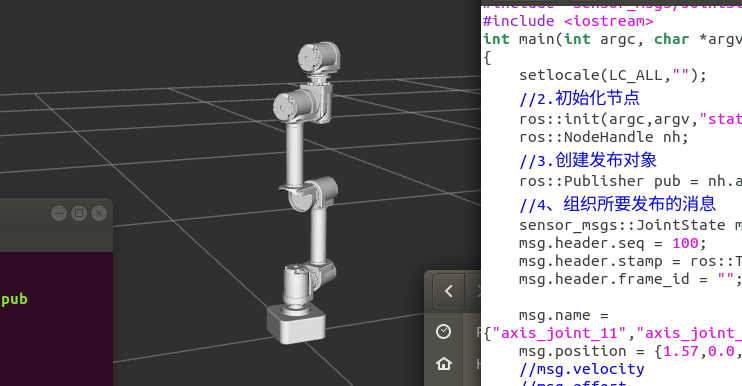 #include <iostream>
int main(int argc, char *argv
{
setlocale(LC_ALL,"");
//2.初始化节点
ros::init(argc,argv,"stat
ros::NodeHandle nh;
//3.创建发布对象
ros::Publisher pub = nh.a
//4、组织所要发布的消息
sensor_msgs::JointState m
msg.header.seq = 100;
msg.header.stamp = ros::T
msg.header.frame_id = "";
msg.name =
{"axis_joint_11","axis_joint_
msg.position = {1.57,0.0,
//msg.velocity
pub